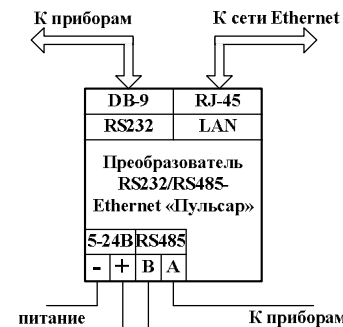 К приборам
К сети Ethernet
DB-9
RJ-45
RS232
LAN
Преобразователь
RS232/RS485-
Ethernet «Пульсар»
5-24В
RS485
-
+
B
A
питание
К приборам